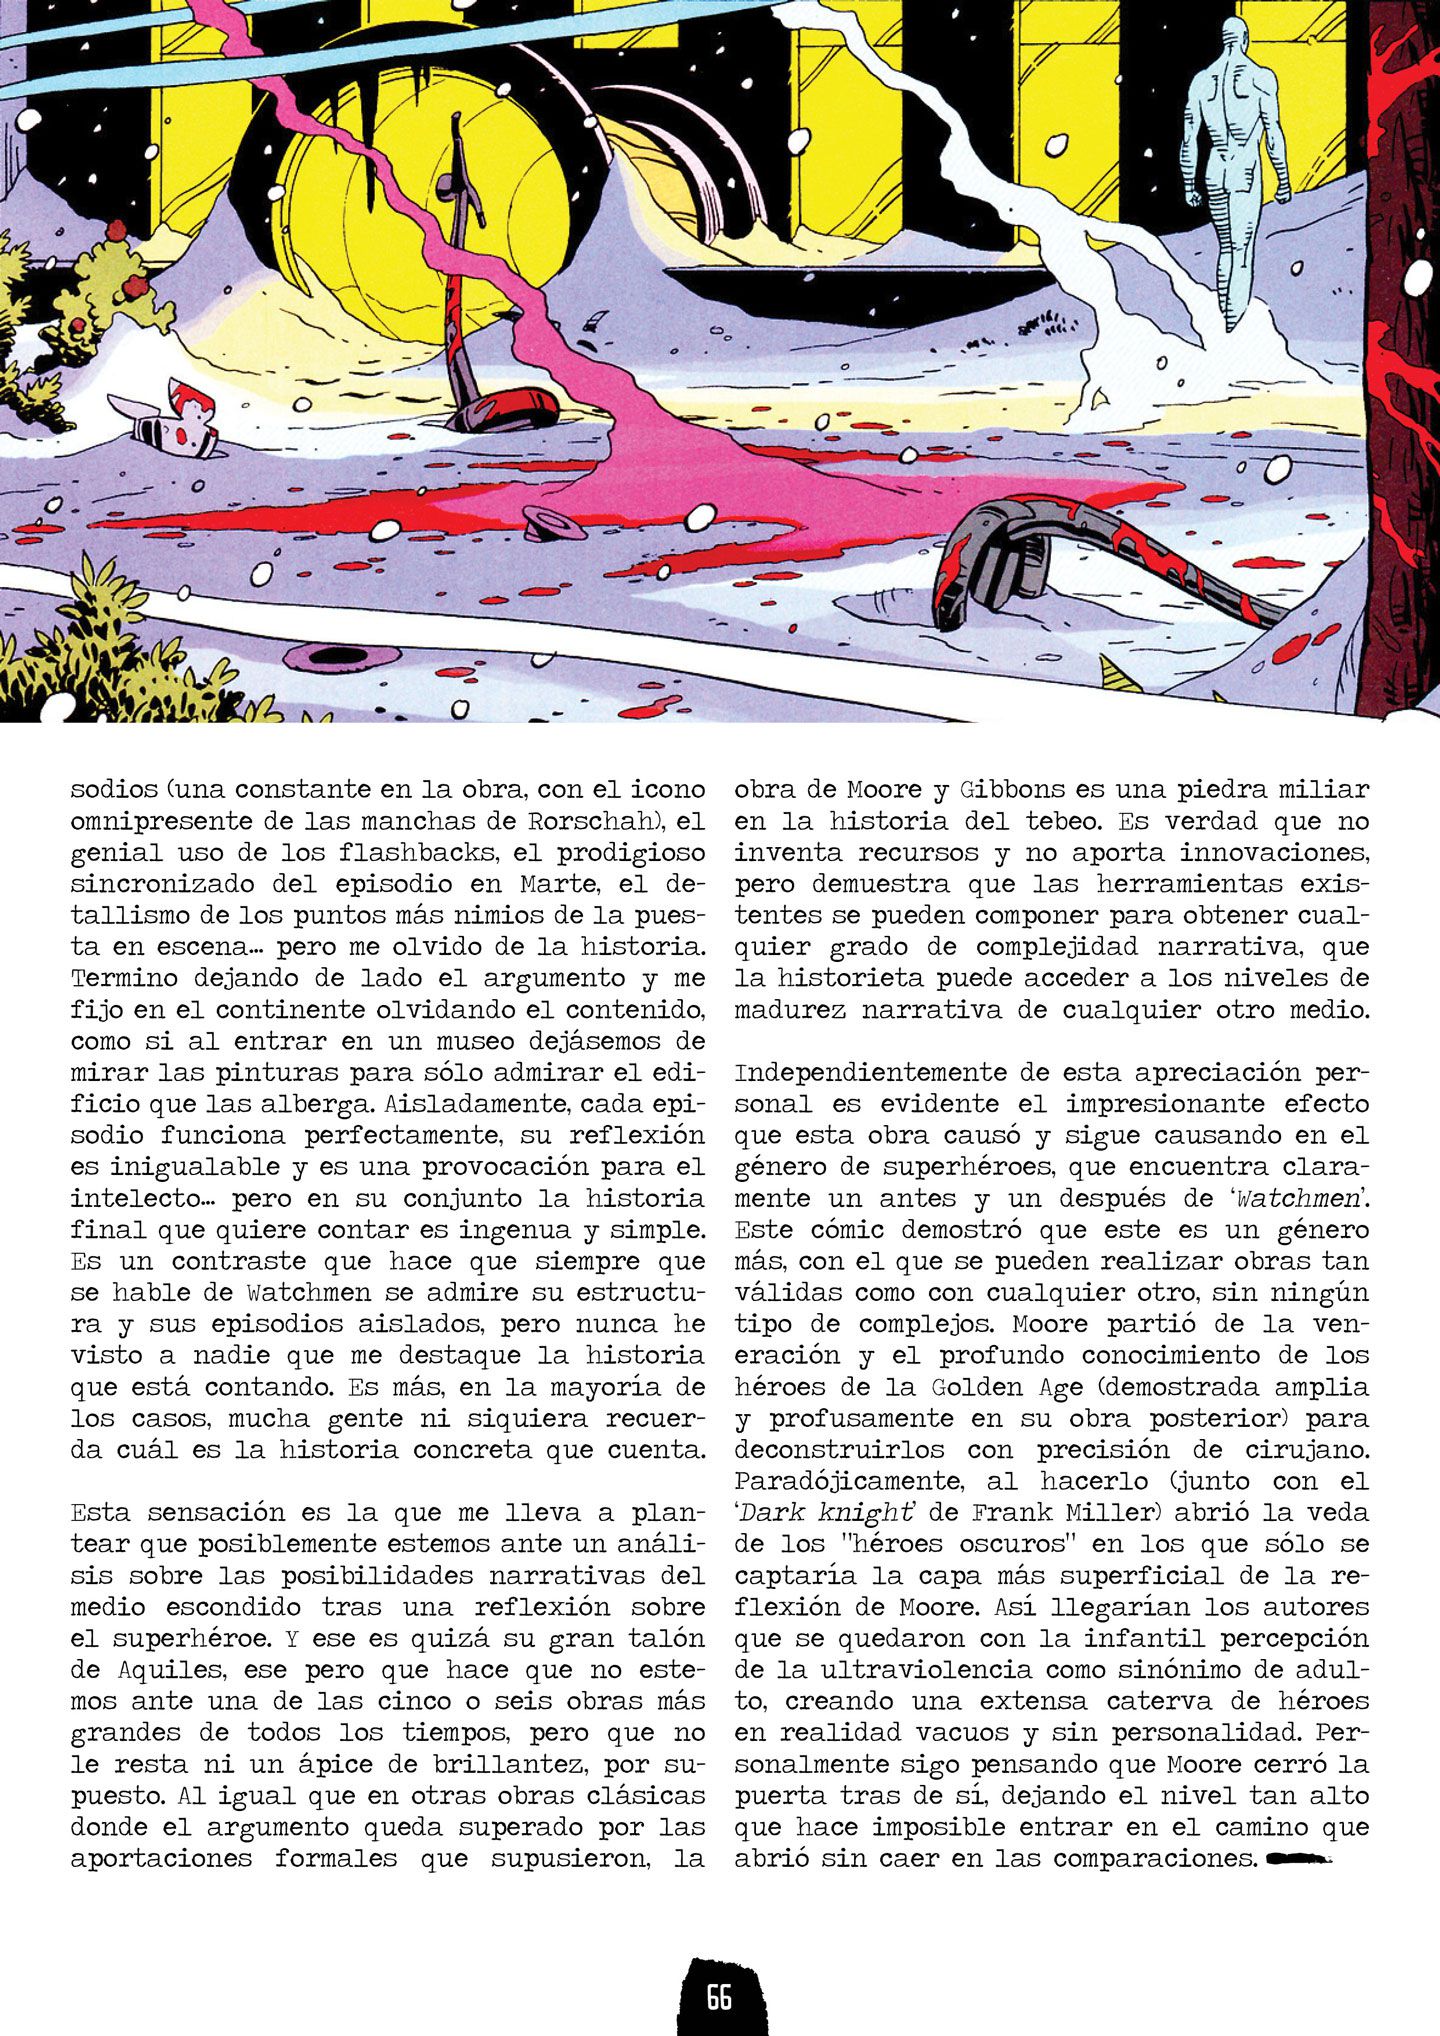 sodios (una constante en la obra, con el icono
omnipresente de las manchas de Rorschah), el
genial uso de los flashbacks, el prodigioso
sincronizado del episodio en Marte, el de-
tallismo de los puntos más nimios de la pues-
ta en escena... pero me olvido de la historia.
Termino dejando de lado el argumento y me
fijo en el continente olvidando el contenido,
como si al entrar en un museo dejásemos de
mirar las pinturas para sólo admirar el edi-
ficio que las alberga. Aisladamente, cada epi-
sodio funciona perfectamente, su reflexión
es inigualable y es una provocación para el
intelecto... pero en su conjunto la historia
final que quiere contar es ingenua y simple.
Es un contraste que hace que siempre que
se hable de Watchmen se admire su estructu-
ra y sus episodios aislados, pero nunca he
visto a nadie que me destaque la historia
que está contando. Es más, en la mayoría de
los casos, mucha gente ni siquiera recuer-
da cuál es la historia concreta que cuenta.
Esta sensación es la que me lleva a plan-
tear que posiblemente estemos ante un análi-
sis sobre las posibilidades narrativas del
medio escondido tras una reflexión sobre
el superhéroe. Y ese es quizá su gran talón
de Aquiles, ese pero que hace que no este-
mos ante una de las cinco o seis obras más
grandes de todos los tiempos, pero que no
le resta ni un ápice de brillantez, por su-
puesto. Al igual que en otras obras clásicas
donde el argumento queda superado por las
aportaciones formales que supusieron, la
obra de Moore y Gibbons es una piedra miliar
en la historia del tebeo. Es verdad que no
inventa recursos y no aporta innovaciones,
pero demuestra que las herramientas exis-
tentes se pueden componer para obtener cual-
quier grado de complejidad narrativa, que
la historieta puede acceder a los niveles de
madurez narrativa de cualquier otro medio.
Independientemente de esta apreciación per-
sonal es evidente el impresionante efecto
que esta obra causó y sigue causando en el
género de superhéroes, que encuentra clara-
mente un antes y un después de ‘Watchmen’.
Este cómic demostró que este es un género
más, con el que se pueden realizar obras tan
válidas como con cualquier otro, sin ningún
tipo de complejos. Moore partió de la ven-
eración y el profundo conocimiento de los
héroes de la Golden Age (demostrada amplia
y profusamente en su obra posterior) para
deconstruirlos con precisión de cirujano.
Paradójicamente, al hacerlo (junto con el
‘Dark knight’ de Frank Miller) abrió la veda
de los "héroes oscuros" en los que sólo se
captaría la capa más superficial de la re-
flexión de Moore. Así llegarían los autores
que se quedaron con la infantil percepción
de la ultraviolencia como sinónimo de adul-
to, creando una extensa caterva de héroes
en realidad vacuos y sin personalidad. Per-
sonalmente sigo pensando que Moore cerró la
puerta tras de sí, dejando el nivel tan alto
que hace imposible entrar en el camino que
abrió sin caer en las comparaciones.
66